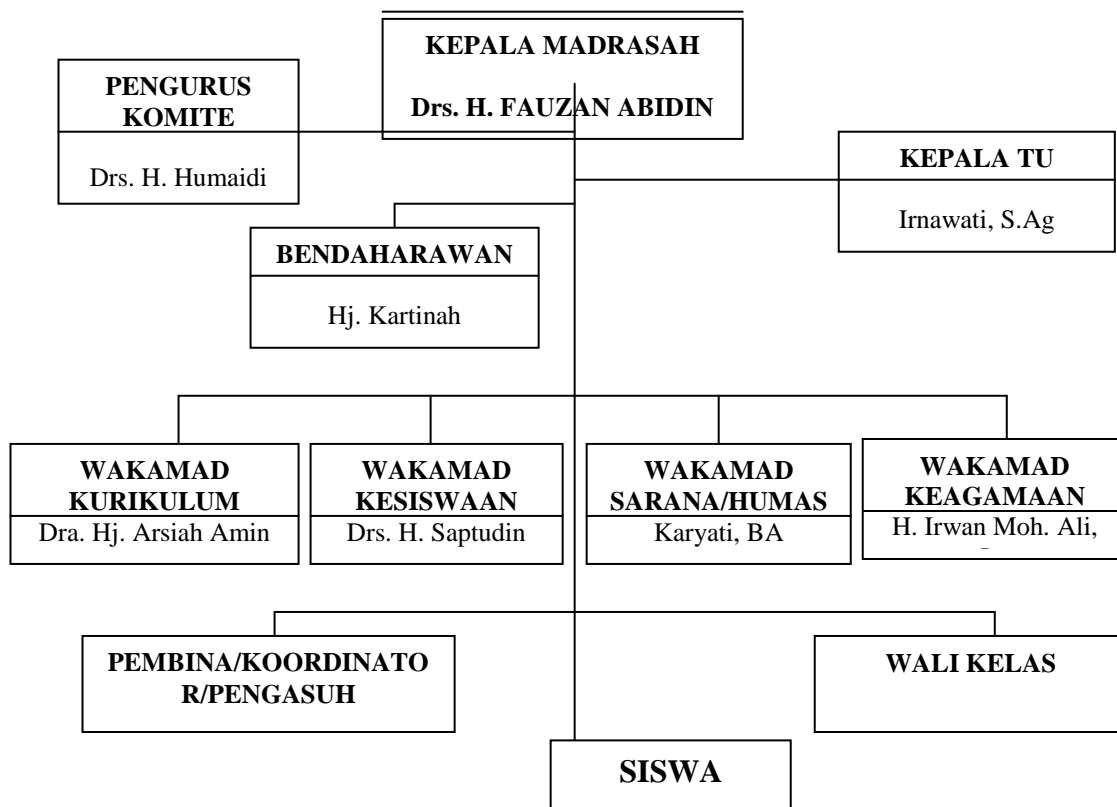 KEPALA MADRASAH
Drs. H. FAUZAN ABIDIN
PENGURUS
KOMITE
Drs. H. Humaidi
KEPALA TU
Irnawati, S.Ag
BENDAHARAWAN
Hj. Kartinah
WAKAMAD
KURIKULUM
Dra. Hj. Arsiah Amin
WAKAMAD
KESISWAAN
Drs. H. Saptudin
WAKAMAD
SARANA/HUMAS
Karyati, BA
WAKAMAD
KEAGAMAAN
H. Irwan Moh. Ali,
PEMBINA/KOORDINATO
R/PENGASUH
WALI KELAS
SISWA